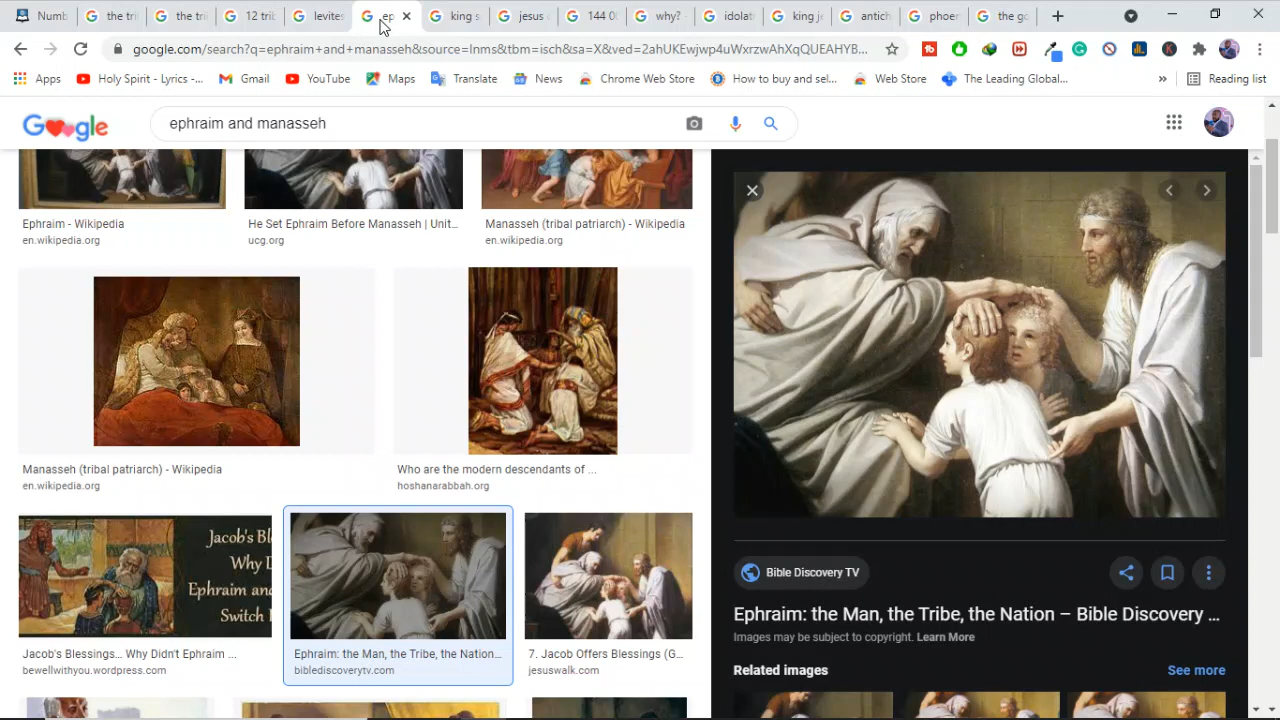 Numb
the tri
the tri
12 trib
levites
ep
king s
jesus c
144 0
why?
idolat
king je
antich
phoen
the go
google.com/search?q=ephraim+and+manasseh&source=lnms&tbm=isch&sa=X&ved=2ahUKEwjwp4uWxrzwAhXqQUEAHYB...
Apps
Holy Spirit - Lyrics -...
Gmail
YouTube
Maps
Translate
News
Chrome Web Store
How to buy and sel...
Web Store
The Leading Global...
»
Reading list
Google
ephraim and manasseh
Ephraim - Wikipedia
en.wikipedia.org
He Set Ephraim Before Manasseh | Unit...
ucg.org
Manasseh (tribal patriarch) - Wikipedia
en.wikipedia.org
Manasseh (tribal patriarch) - Wikipedia
en.wikipedia.org
Who are the modern descendants of ...
hoshanarabbah.org
Jacob's Bl
Why D
Ephraim an
Switch
Jacob's Blessings... Why Didn't Ephraim ...
bewellwithyou.wordpress.com
Ephraim: the Man, the Tribe, the Nation...
biblediscoverytv.com
7. Jacob Offers Blessings (G...
jesuswalk.com
Bible Discovery TV
Ephraim: the Man, the Tribe, the Nation – Bible Discovery ...
Images may be subject to copyright. Learn More
Related images
See more